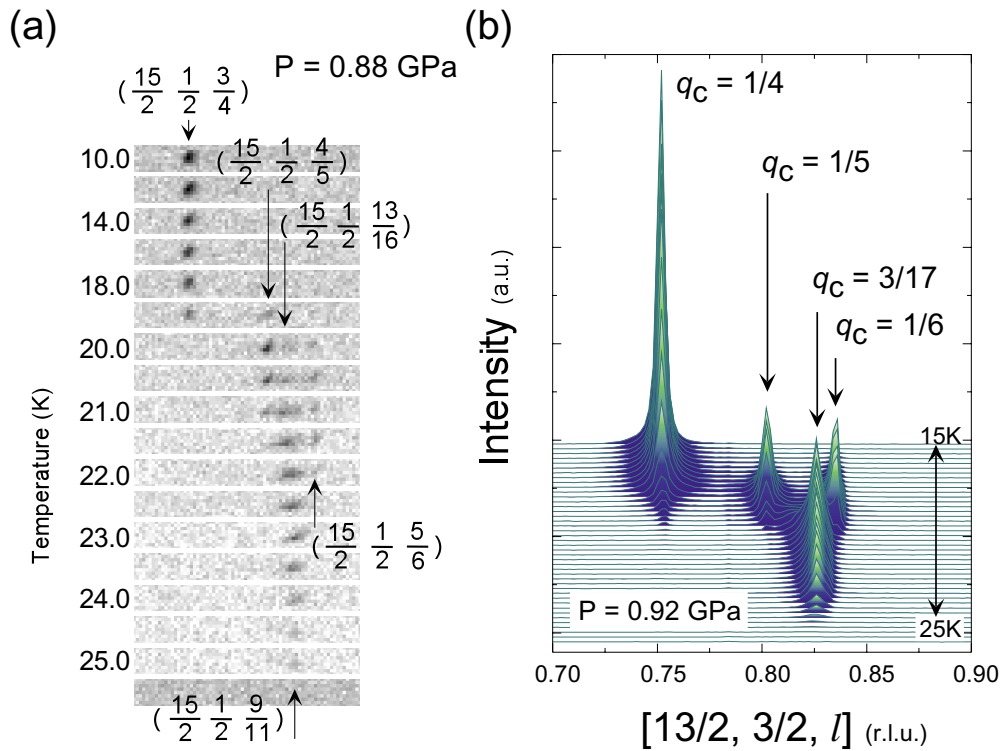 (a)
P = 0.88 GPa
(15/2 1/2 3/4)
(15/2 1/2 4/5)
(15/2 1/2 13/16)
10.0
14.0
18.0
20.0
21.0
22.0
23.0
24.0
25.0
Temperature (K)
(15/2 1/2 5/6)
(15/2 1/2 9/11)
(b)
qc = 1/4
qc = 1/5
qc = 3/17
qc = 1/6
Intensity (a.u.)
15K
25K
P = 0.92 GPa
0.70 0.75 0.80 0.85 0.90
[13/2, 3/2, l] (r.l.u.)